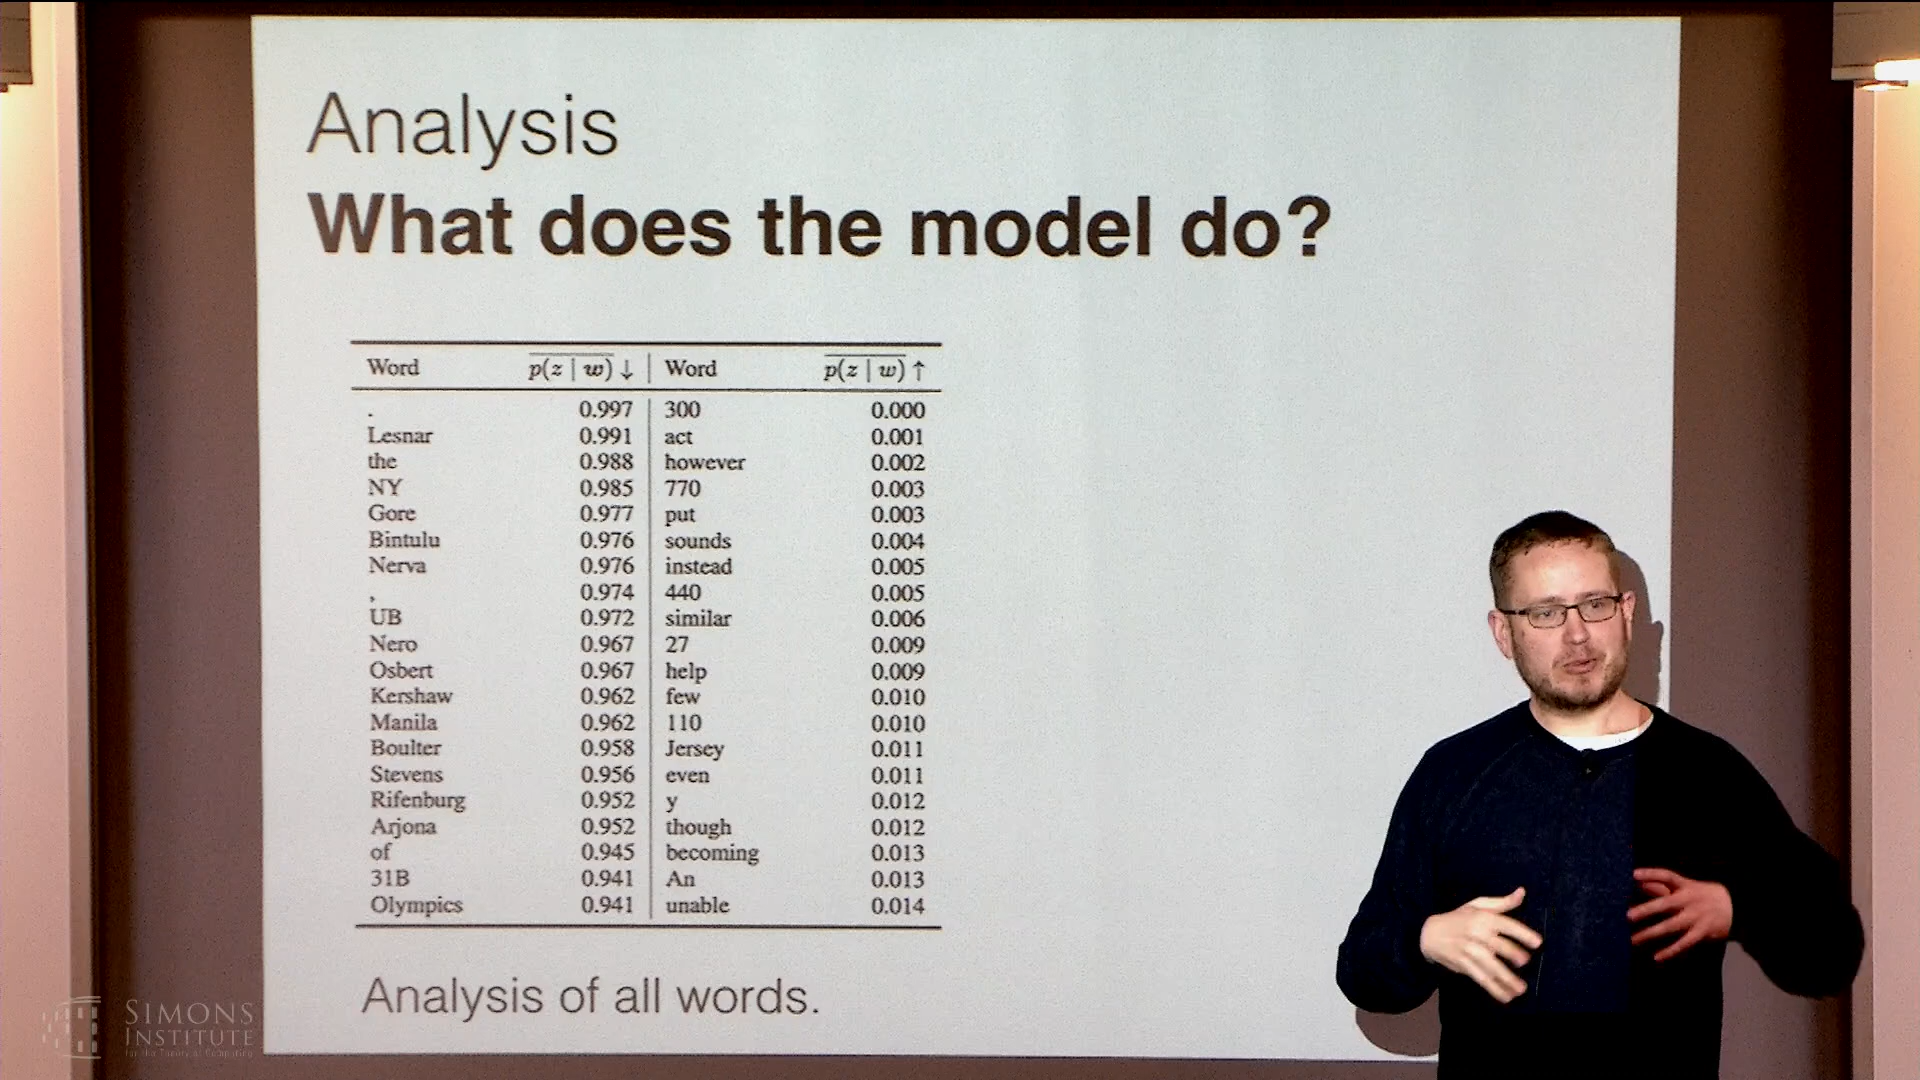 Analysis
What does the model do?
Word p(z | w) ↓ Word p(z | w) ↑
. 0.997 300 0.000
Lesnar 0.991 act 0.001
the 0.988 however 0.002
NY 0.985 770 0.003
Gore 0.977 put 0.003
Bintulu 0.976 sounds 0.004
Nerva 0.976 instead 0.005
, 0.974 440 0.005
UB 0.972 similar 0.006
Nero 0.967 27 0.009
Osbert 0.967 help 0.009
Kershaw 0.962 few 0.010
Manila 0.962 110 0.010
Boulter 0.958 Jersey 0.011
Stevens 0.956 even 0.011
Rifenburg 0.952 y 0.012
Arjona 0.952 though 0.012
of 0.945 becoming 0.013
31B 0.941 An 0.013
Olympics 0.941 unable 0.014
Analysis of all words.
SIMONS
INSTITUTE
for the Theory of Computing